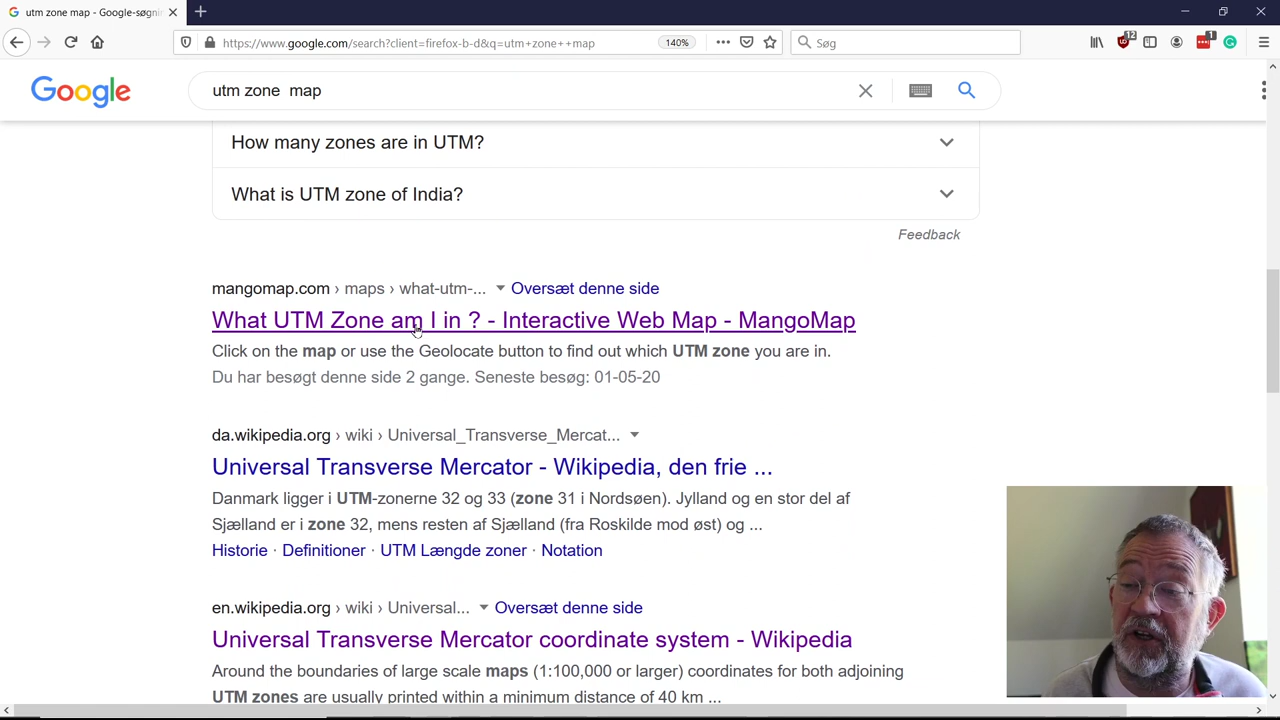 utm zone map - Google-søgnin
https://www.google.com/search?client=firefox-b-d&q=utm+zone++map
140%
Søg
12
1
Google
utm zone  map
How many zones are in UTM?
What is UTM zone of India?
Feedback
mangomap.com › maps › what-utm-... Oversæt denne side
What UTM Zone am I in ? - Interactive Web Map - MangoMap
Click on the map or use the Geolocate button to find out which UTM zone you are in.
Du har besøgt denne side 2 gange. Seneste besøg: 01-05-20
da.wikipedia.org › wiki › Universal_Transverse_Mercat...
Universal Transverse Mercator - Wikipedia, den frie ...
Danmark ligger i UTM-zonerne 32 og 33 (zone 31 i Nordsøen). Jylland og en stor del af
Sjælland er i zone 32, mens resten af Sjælland (fra Roskilde mod øst) og ...
Historie · Definitioner · UTM Længde zoner · Notation
en.wikipedia.org › wiki › Universal... Oversæt denne side
Universal Transverse Mercator coordinate system - Wikipedia
Around the boundaries of large scale maps (1:100,000 or larger) coordinates for both adjoining
UTM zones are usually printed within a minimum distance of 40 km ...